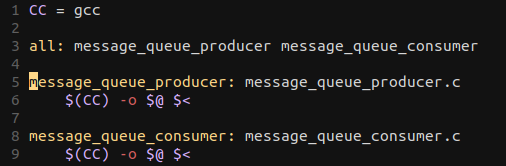 1 CC = gcc
2
3 all: message_queue_producer message_queue_consumer
4
5 message_queue_producer: message_queue_producer.c
6     $(CC) -o $@ $<
7
8 message_queue_consumer: message_queue_consumer.c
9     $(CC) -o $@ $<